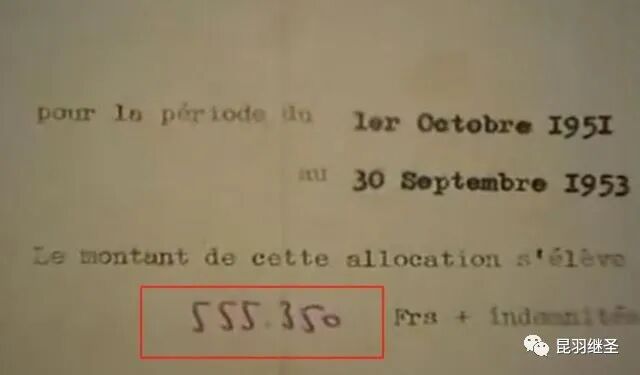 pour la période du 1er Octobre 1951
au 30 Septembre 1953
Le montant de cette allocation s'élève
555.350 Frs + indemnités
昆羽继圣